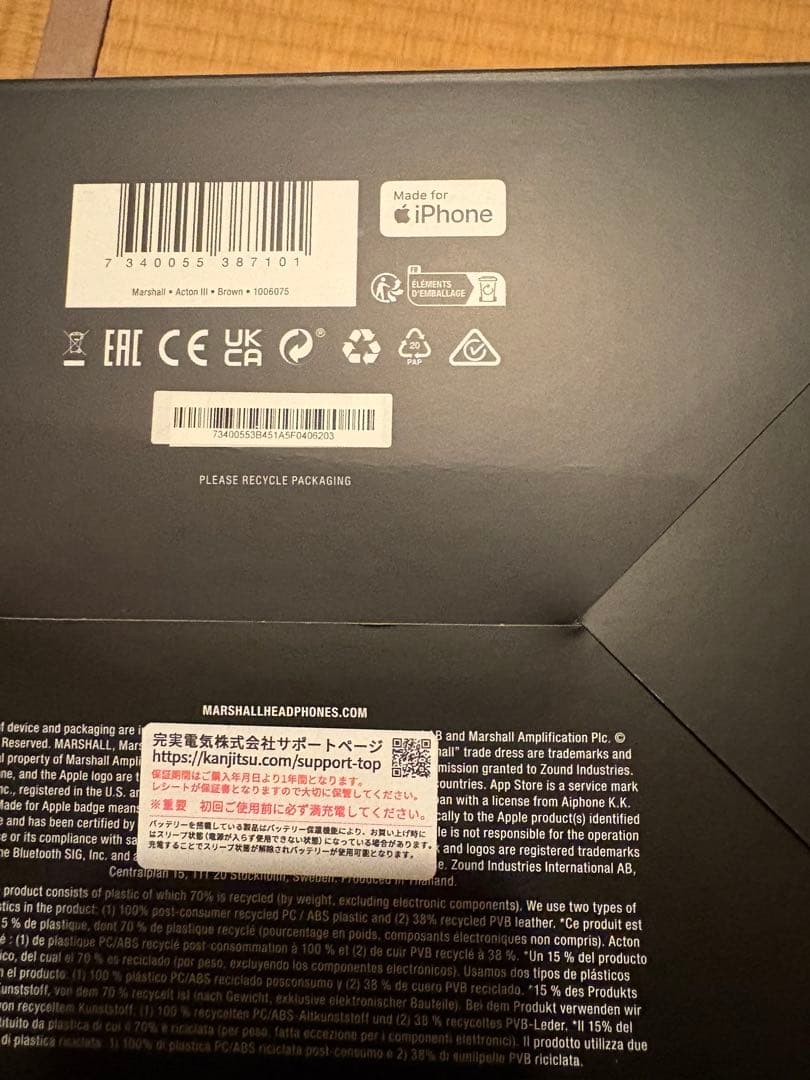 7 340055 387101
Marshall • Acton III • Brown • 1006075
Made for
iPhone
FR
ÉLÉMENTS
D'EMBALLAGE
EAC CE UK
CA
®
20
PAP
73400553B451A5F0406203
PLEASE RECYCLE PACKAGING
MARSHALLHEADPHONES.COM
完実電気株式会社サポートページ
https://kanjitsu.com/support-top
保証期間はご購入年月日より1年間となります。
レシートが保証書となりますので大切に保管してください。
※重要 初回ご使用前に必ず満充電してください。
バッテリーを搭載している製品はバッテリー保護機能により、お買い上げ時に
はスリープ状態(電源が入らず使用できない状態)になっている場合があります。
充電することでスリープ状態が解除されバッテリーが使用可能となります。
f device and packaging are
B and Marshall Amplification Plc. ©
Reserved. MARSHALL,
hall" trade dress are trademarks and
property of Marshall
mission granted to Zound Industries.
ne, and the Apple logo are
ountries. App Store is a service mark
nc., registered in the U.S.
an with a license from Aiphone K.K.
Made for Apple badge
cally to the Apple product(s) identified
e and has been certified by
le is not responsible for the operation
e or its compliance with
k and logos are registered trademarks
he Bluetooth SIG, Inc. and
e. Zound Industries International AB,
Centralplan 15, 111 20 Stockholm, Sweden. Produced in Thailand.
product consists of plastic of which 70% is recycled (by weight, excluding electronic components). We use two types of
stics in the product: (1) 100% post-consumer recycled PC / ABS plastic and (2) 38% recycled PVB leather. *Ce produit est
5 % de plastique, dont 70 % de plastique recyclé (pourcentage en poids, composants électroniques non compris). Acton
é : (1) de plastique PC/ABS recyclé post-consommation à 100 % et (2) de cuir PVB recyclé à 38 %. *Un 15 % del producto
ico, del cual el 70 % es reciclado (por peso, excluyendo los componentes electrónicos). Usamos dos tipos de plásticos
n el producto: (1) 100 % plástico PC/ABS reciclado posconsumo y (2) 38 % de cuero PVB reciclado. *15 % des Produkts
Kunststoff, von dem 70 % recycelt ist (nach Gewicht, exklusive elektronischer Bauteile). Bei dem Produkt verwenden wir
von recyceltem Kunststoff: (1) 100 % recycelten PC/ABS-Altkunststoff und (2) 38 % recyceltes PVB-Leder. *Il 15% del
tituito da plastica di cui il 70% è riciclata (per peso, fatta eccezione per i componenti elettronici). Il prodotto utilizza due
di plastica riciclata: 1) 100% di plastica PC/ABS riciclata post-consumo e 2) 38% di similpelle PVB riciclata.